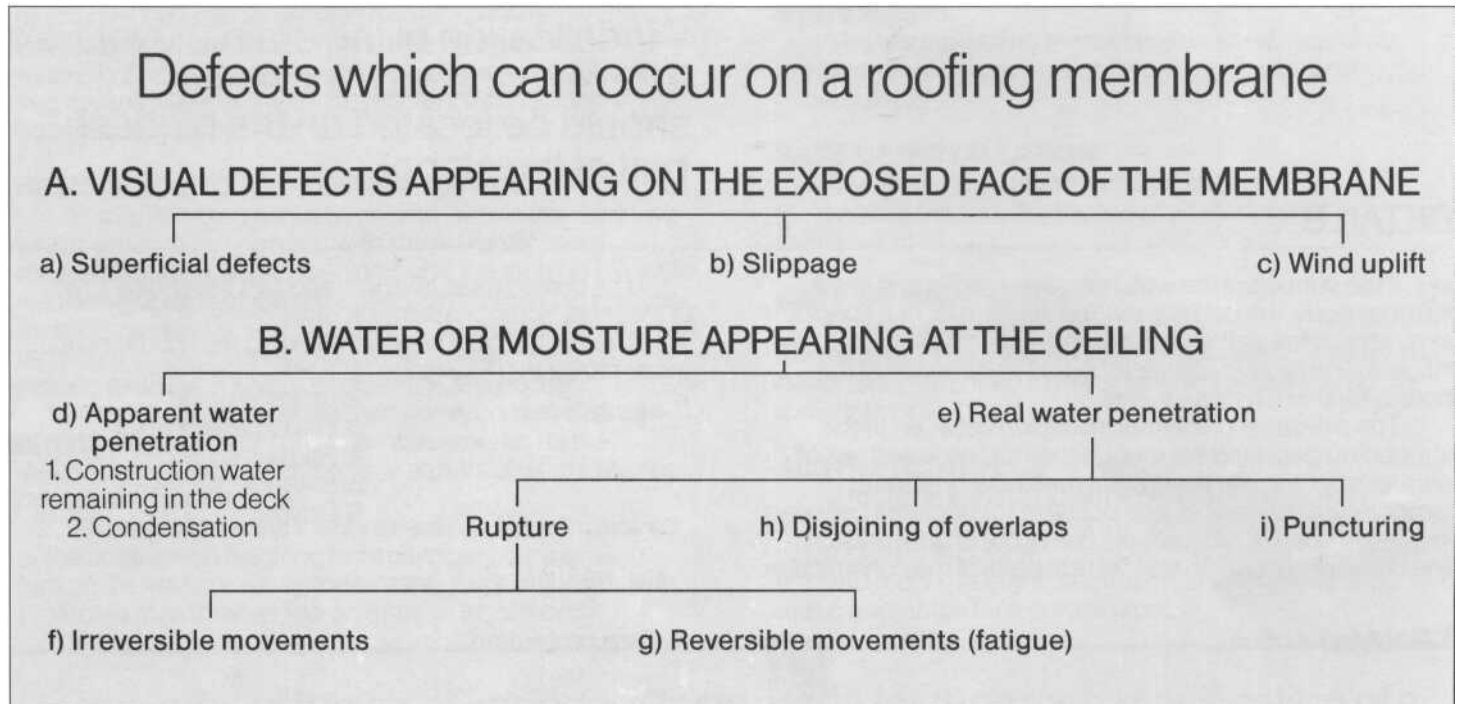 Defects which can occur on a roofing membrane
A. VISUAL DEFECTS APPEARING ON THE EXPOSED FACE OF THE MEMBRANE
a) Superficial defects
b) Slippage
c) Wind uplift
B. WATER OR MOISTURE APPEARING AT THE CEILING
d) Apparent water
penetration
1. Construction water
remaining in the deck
2. Condensation
e) Real water penetration
Rupture
h) Disjoining of overlaps
i) Puncturing
f) Irreversible movements
g) Reversible movements (fatigue)